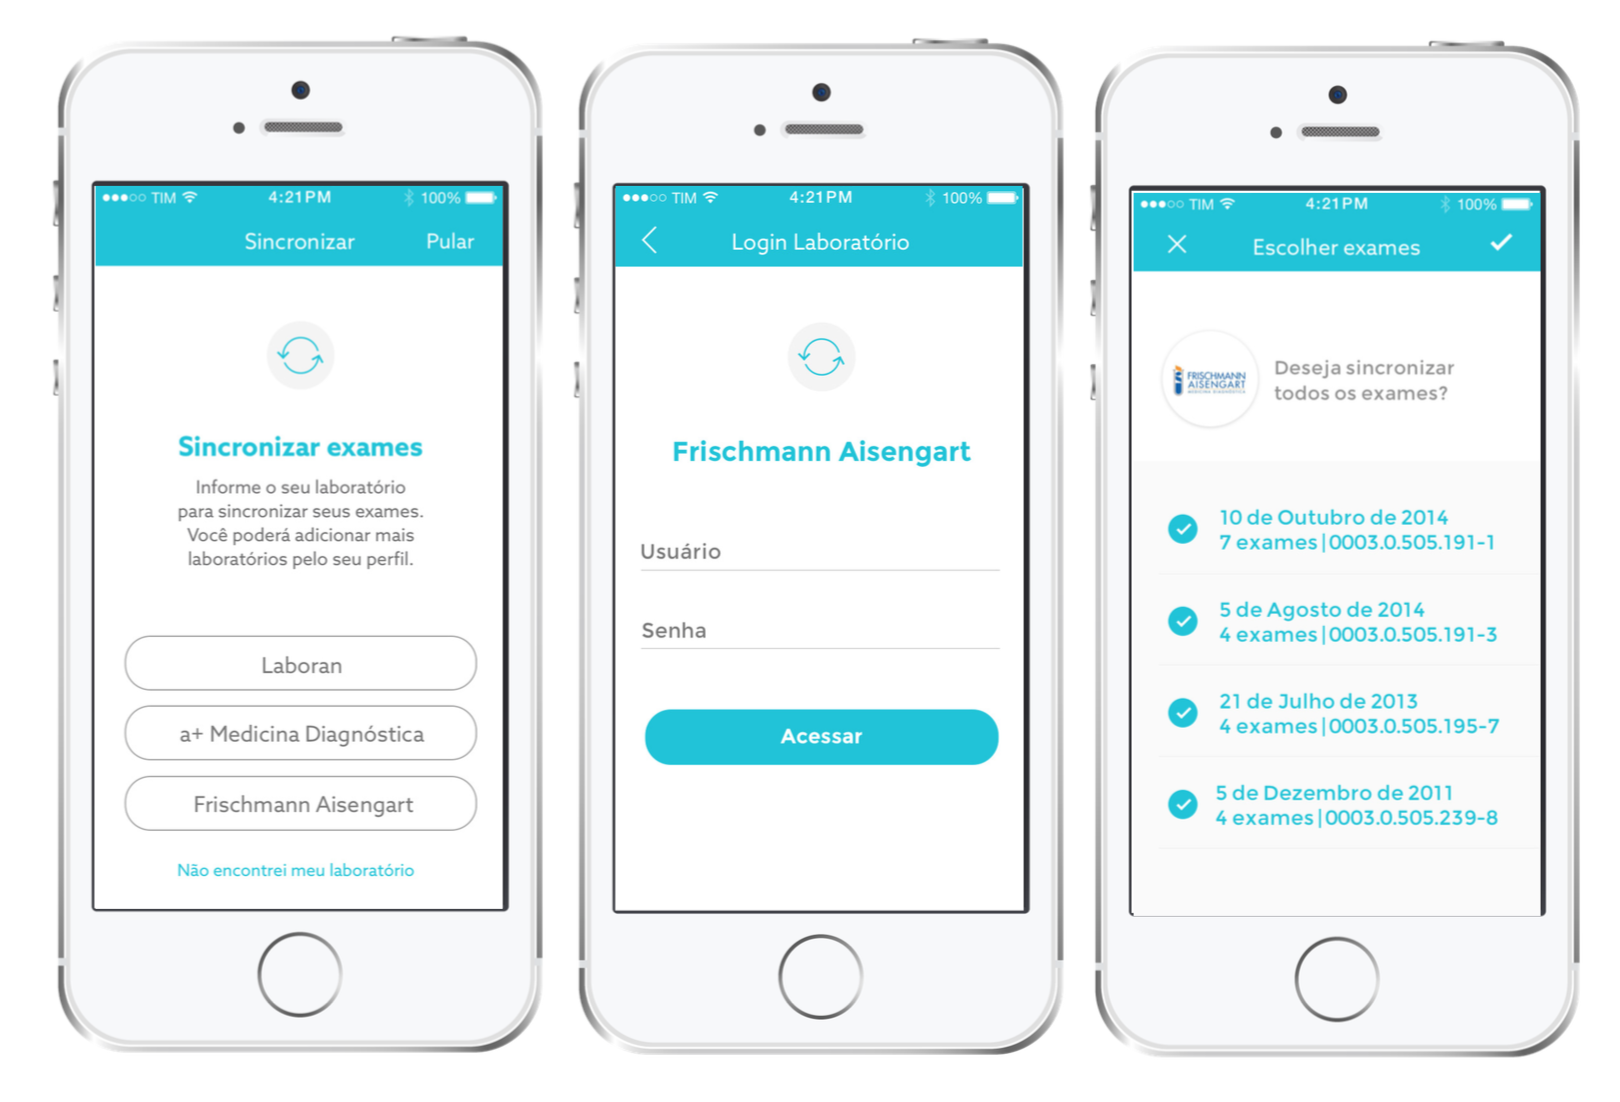 TIM 4:21PM 100%
Sincronizar Pular
Sincronizar exames
Informe o seu laboratório
para sincronizar seus exames.
Você poderá adicionar mais
laboratórios pelo seu perfil.
Laboran
a+ Medicina Diagnóstica
Frischmann Aisengart
Não encontrei meu laboratório
TIM 4:21PM 100%
Login Laboratório
Frischmann Aisengart
Usuário
Senha
Acessar
TIM 4:21PM 100%
Escolher exames
FRISCHMANN
AISENGART
MEDICINA DIAGNÓSTICA
Deseja sincronizar
todos os exames?
10 de Outubro de 2014
7 exames|0003.0.505.191-1
5 de Agosto de 2014
4 exames|0003.0.505.191-3
21 de Julho de 2013
4 exames|0003.0.505.195-7
5 de Dezembro de 2011
4 exames|0003.0.505.239-8